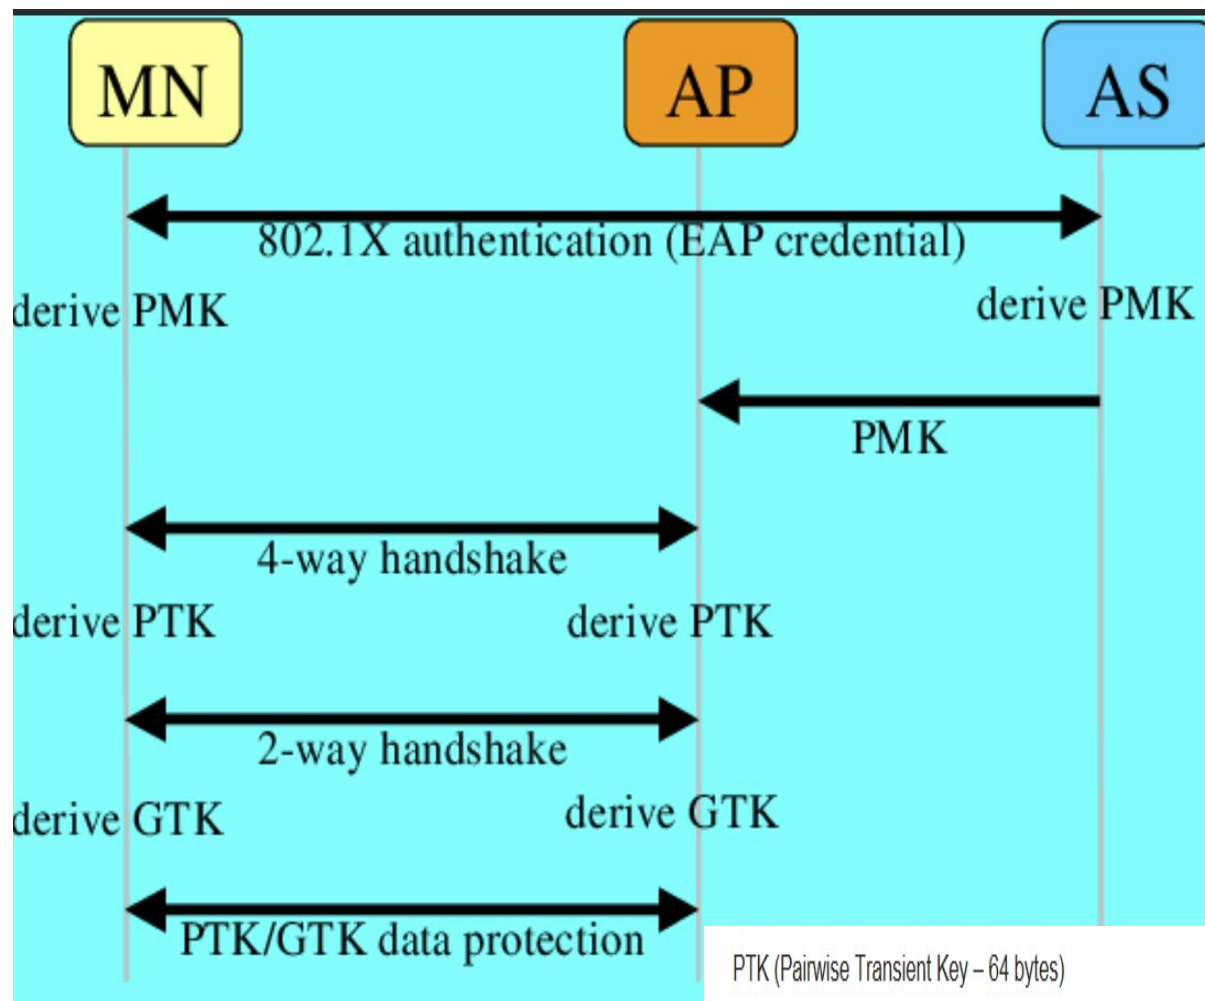 MN AP AS
802.1X authentication (EAP credential)
derive PMK derive PMK
PMK
4-way handshake
derive PTK derive PTK
2-way handshake
derive GTK derive GTK
PTK/GTK data protection
PTK (Pairwise Transient Key – 64 bytes)